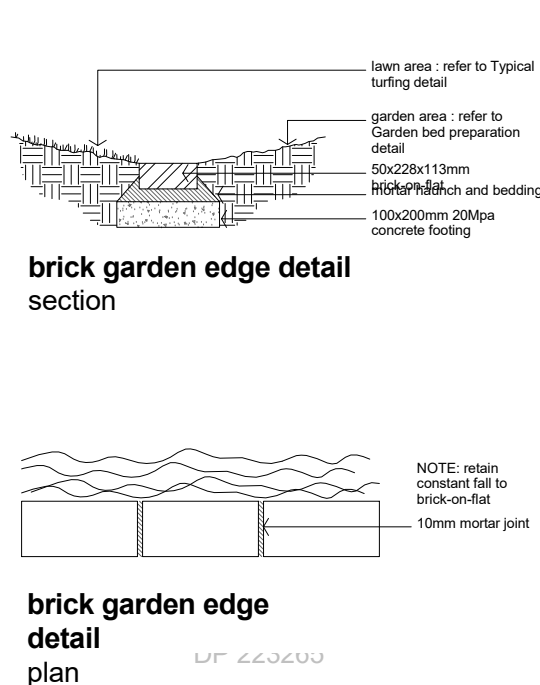 lawn area : refer to Typical
turfing detail
garden area : refer to
Garden bed preparation
detail
50x228x113mm
brick-on-flat
mortar haunch and bedding
100x200mm 20Mpa
concrete footing
brick garden edge detail
section
NOTE: retain
constant fall to
brick-on-flat
10mm mortar joint
brick garden edge
detail
plan
DP 223265